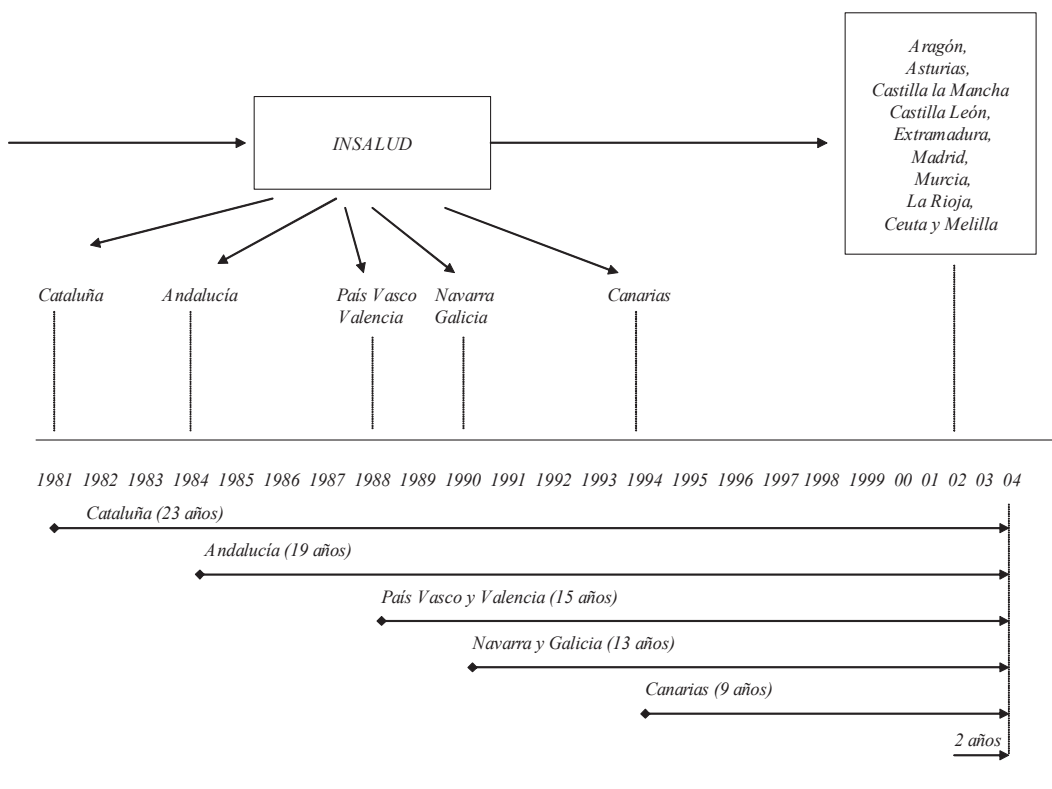 Aragón,
Asturias,
Castilla la Mancha
Castilla León,
Extramadura,
Madrid,
Murcia,
La Rioja,
Ceuta y Melilla
INSALUD
Cataluña
Andalucía
País Vasco
Valencia
Navarra
Galicia
Canarias
1981 1982 1983 1984 1985 1986 1987 1988 1989 1990 1991 1992 1993 1994 1995 1996 1997 1998 1999 00 01 02 03 04
Cataluña (23 años)
Andalucía (19 años)
País Vasco y Valencia (15 años)
Navarra y Galicia (13 años)
Canarias (9 años)
2 años